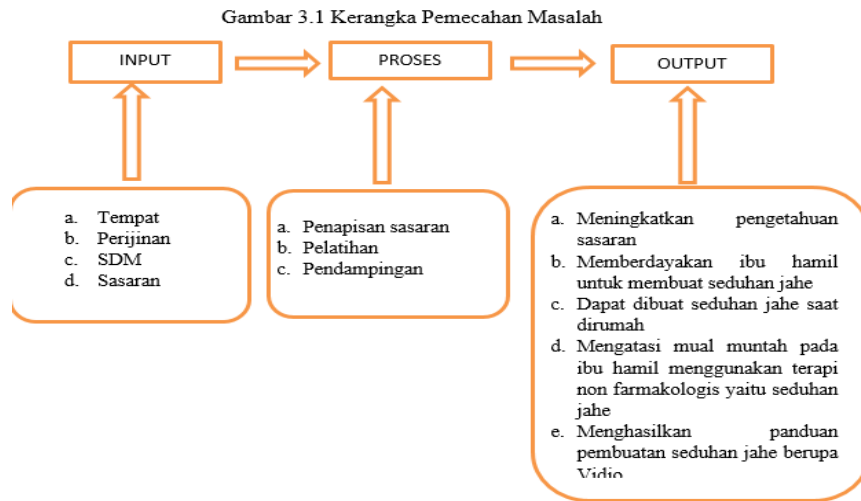 Gambar 3.1 Kerangka Pemecahan Masalah
INPUT
PROSES
OUTPUT
a. Tempat
b. Perijinan
c. SDM
d. Sasaran
a. Penapisan sasaran
b. Pelatihan
c. Pendampingan
a. Meningkatkan pengetahuan
sasaran
b. Memberdayakan ibu hamil
untuk membuat seduhan jahe
c. Dapat dibuat seduhan jahe saat
dirumah
d. Mengatasi mual muntah pada
ibu hamil menggunakan terapi
non farmakologis yaitu seduhan
jahe
e. Menghasilkan panduan
pembuatan seduhan jahe berupa
Vidio